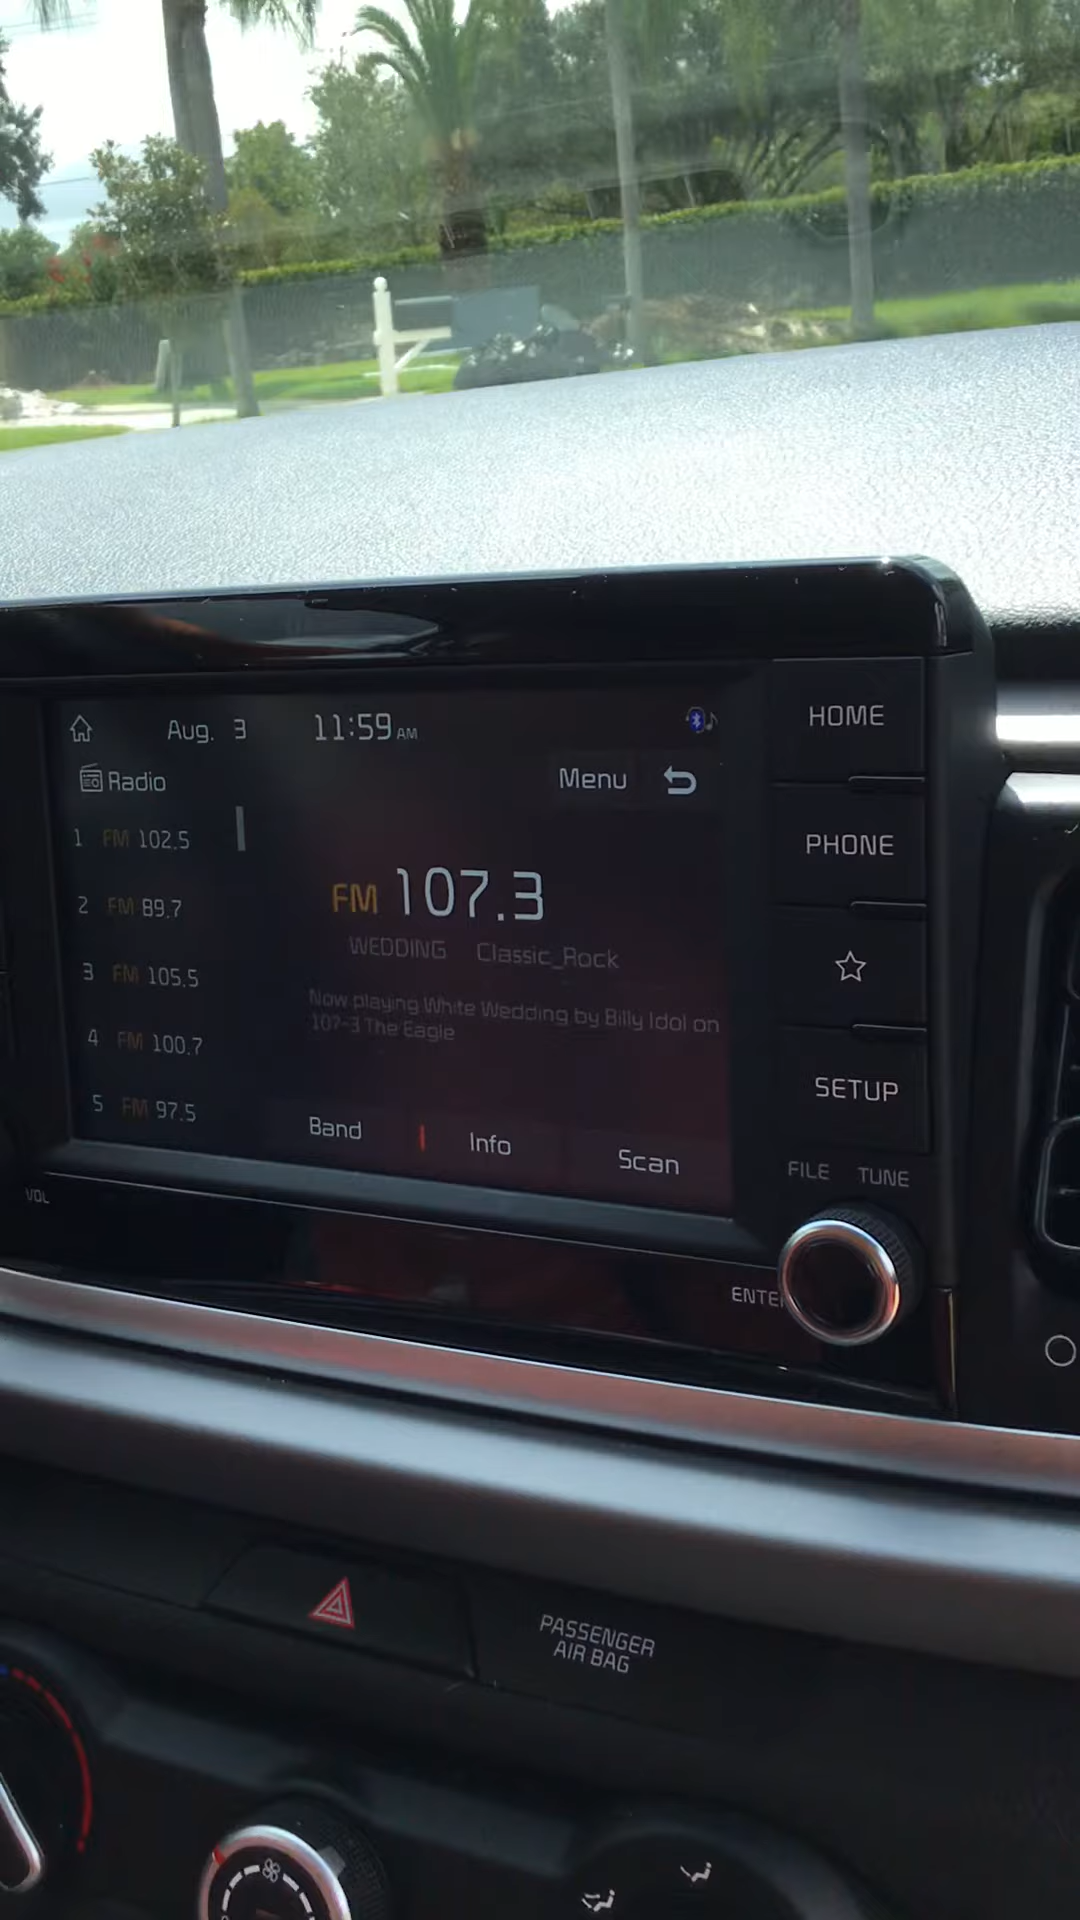 Aug. 3 11:59 AM
Radio Menu
1 FM 102.5
2 FM 89.7
3 FM 105.5
4 FM 100.7
5 FM 97.5
FM 107.3
WEDDING Classic_Rock
Now playing White Wedding by Billy Idol on
107-3 The Eagle
Band Info Scan
HOME
PHONE
SETUP
FILE TUNE
VOL
ENTE
PASSENGER
AIR BAG